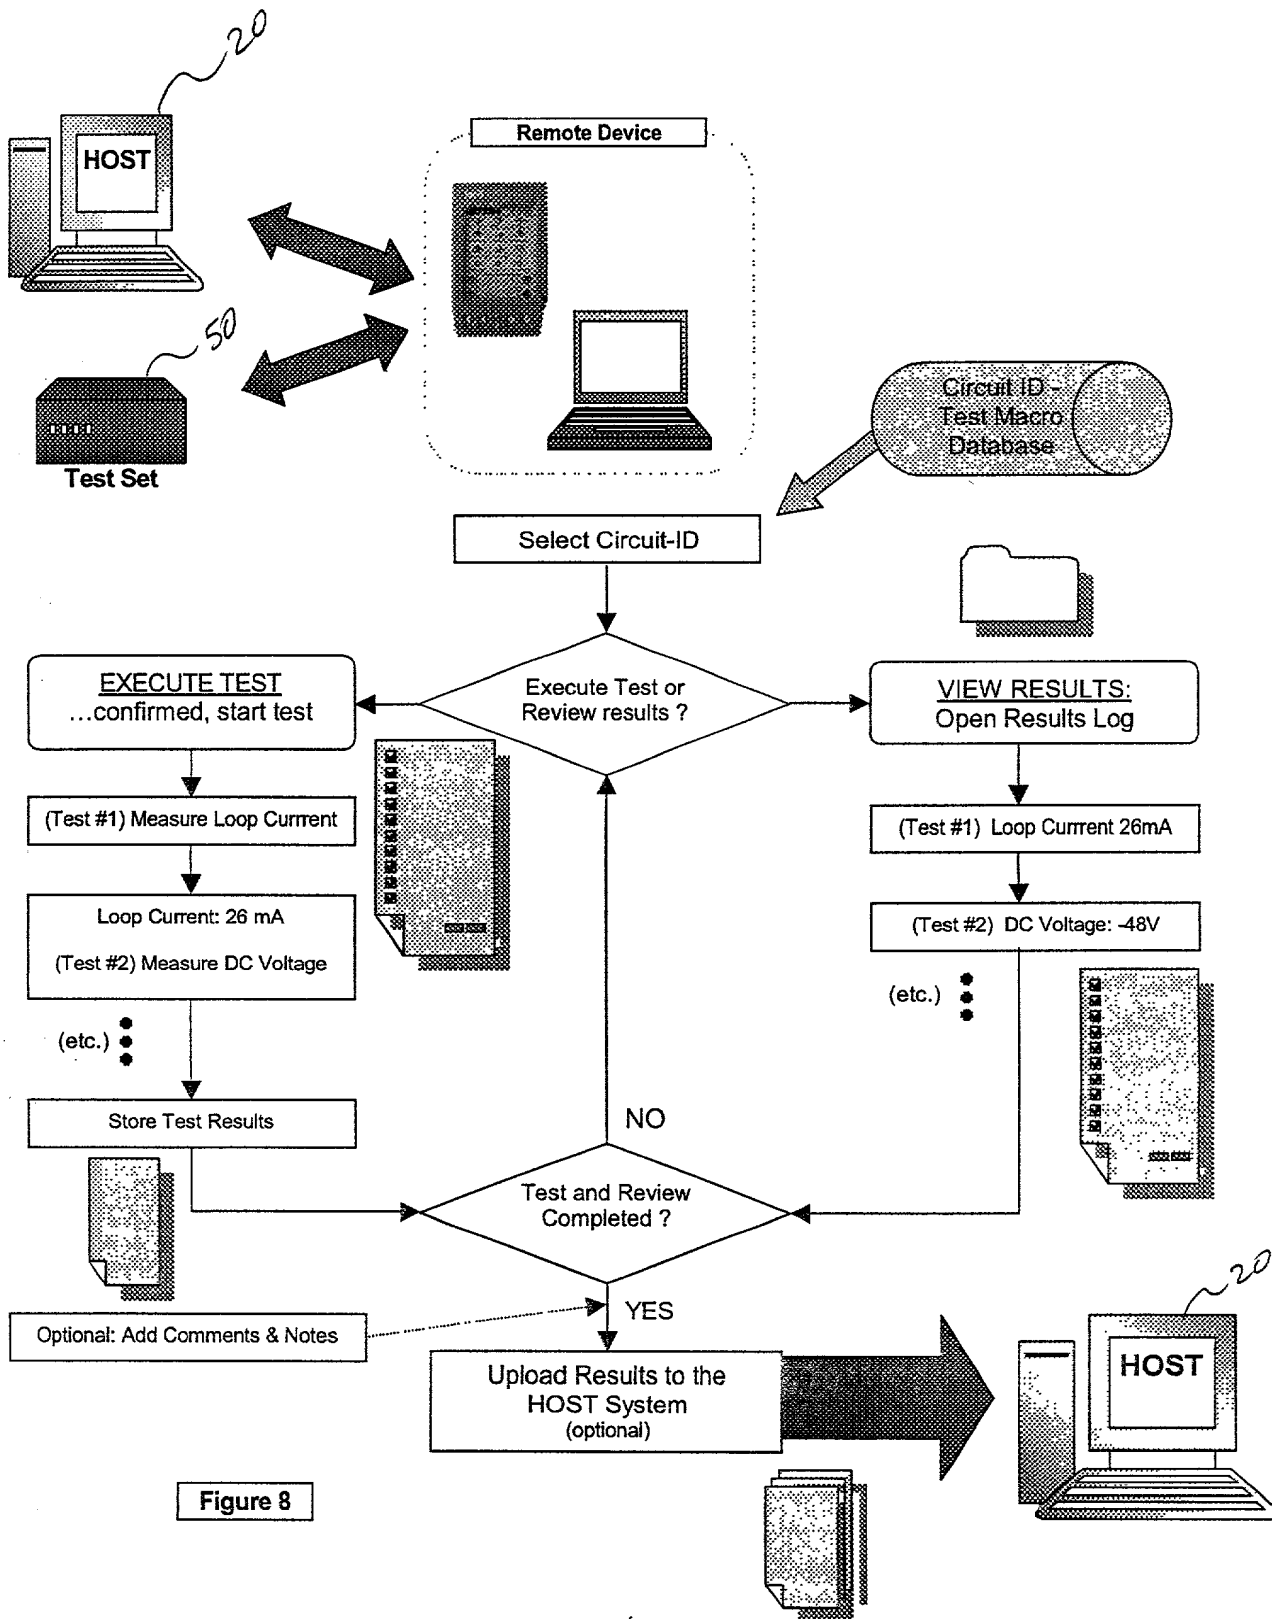 20
HOST
Remote Device
50
Test Set
Circuit ID -
Test Macro
Database
Select Circuit-ID
Execute Test or
Review results ?
EXECUTE TEST
...confirmed, start test
VIEW RESULTS:
Open Results Log
(Test #1) Measure Loop Currrent
(Test #1) Loop Currrent 26mA
Loop Current: 26 mA
(Test #2) Measure DC Voltage
(Test #2) DC Voltage: -48V
(etc.)
(etc.)
Store Test Results
NO
Test and Review
Completed ?
YES
Optional: Add Comments & Notes
Upload Results to the
HOST System
(optional)
20
HOST
Figure 8